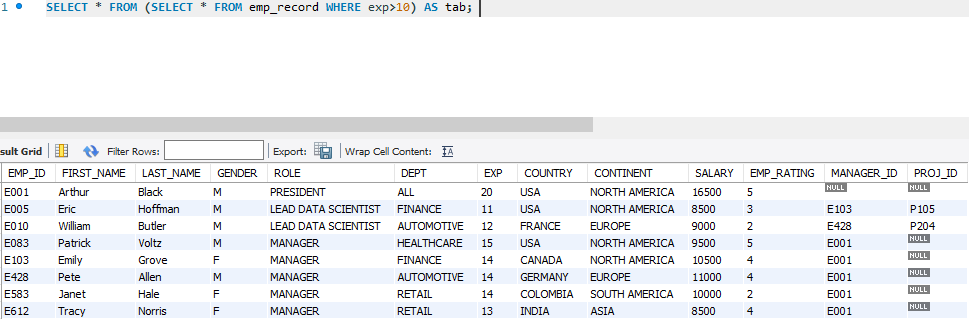 1 SELECT * FROM (SELECT * FROM emp_record WHERE exp>10) AS tab;
sult Grid Filter Rows: Export: Wrap Cell Content: IA
EMP_ID FIRST_NAME LAST_NAME GENDER ROLE DEPT EXP COUNTRY CONTINENT SALARY EMP_RATING MANAGER_ID PROJ_ID
E001 Arthur Black M PRESIDENT ALL 20 USA NORTH AMERICA 16500 5 NULL NULL
E005 Eric Hoffman M LEAD DATA SCIENTIST FINANCE 11 USA NORTH AMERICA 8500 3 E103 P105
E010 William Butler M LEAD DATA SCIENTIST AUTOMOTIVE 12 FRANCE EUROPE 9000 2 E428 P204
E083 Patrick Voltz M MANAGER HEALTHCARE 15 USA NORTH AMERICA 9500 5 E001 NULL
E103 Emily Grove F MANAGER FINANCE 14 CANADA NORTH AMERICA 10500 4 E001 NULL
E428 Pete Allen M MANAGER AUTOMOTIVE 14 GERMANY EUROPE 11000 4 E001 NULL
E583 Janet Hale F MANAGER RETAIL 14 COLOMBIA SOUTH AMERICA 10000 2 E001 NULL
E612 Tracy Norris F MANAGER RETAIL 13 INDIA ASIA 8500 4 E001 NULL